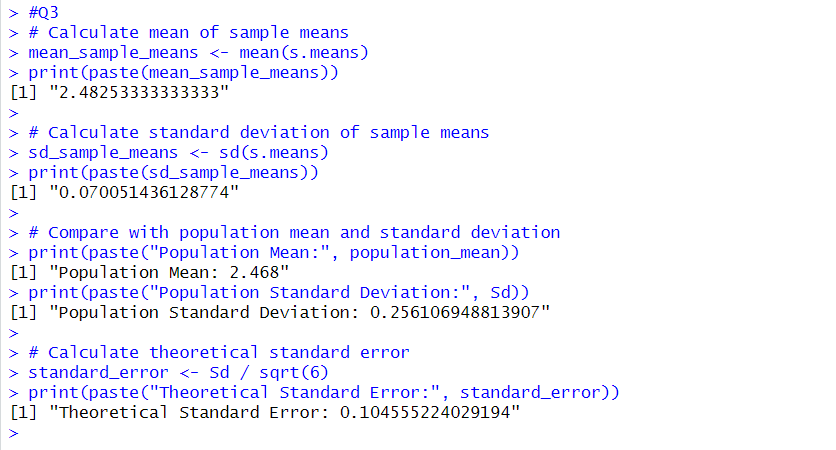 > #Q3
> # Calculate mean of sample means
> mean_sample_means <- mean(s.means)
> print(paste(mean_sample_means))
[1] "2.48253333333333"
>
> # Calculate standard deviation of sample means
> sd_sample_means <- sd(s.means)
> print(paste(sd_sample_means))
[1] "0.070051436128774"
>
> # Compare with population mean and standard deviation
> print(paste("Population Mean:", population_mean))
[1] "Population Mean: 2.468"
> print(paste("Population Standard Deviation:", Sd))
[1] "Population Standard Deviation: 0.256106948813907"
>
> # Calculate theoretical standard error
> standard_error <- Sd / sqrt(6)
> print(paste("Theoretical Standard Error:", standard_error))
[1] "Theoretical Standard Error: 0.104555224029194"
>